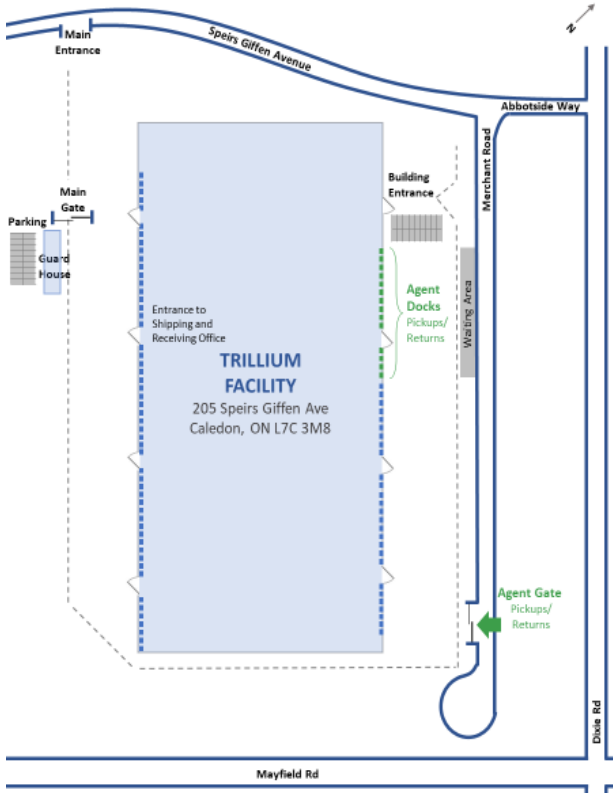 N
Main
Entrance
Speirs Giffen Avenue
Abbotside Way
Merchant Road
Building
Entrance
Main
Gate
Parking
Guard
House
Agent
Docks
Pickups/
Returns
Waiting Area
Entrance to
Shipping and
Receiving Office
TRILLIUM
FACILITY
205 Speirs Giffen Ave
Caledon, ON L7C 3M8
Agent Gate
Pickups/
Returns
Dixie Rd
Mayfield Rd